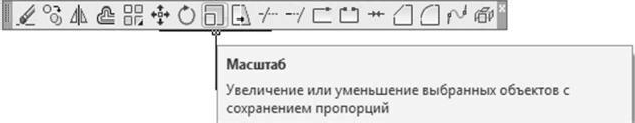 Масштаб
Увеличение или уменьшение выбранных объектов с
сохранением пропорций